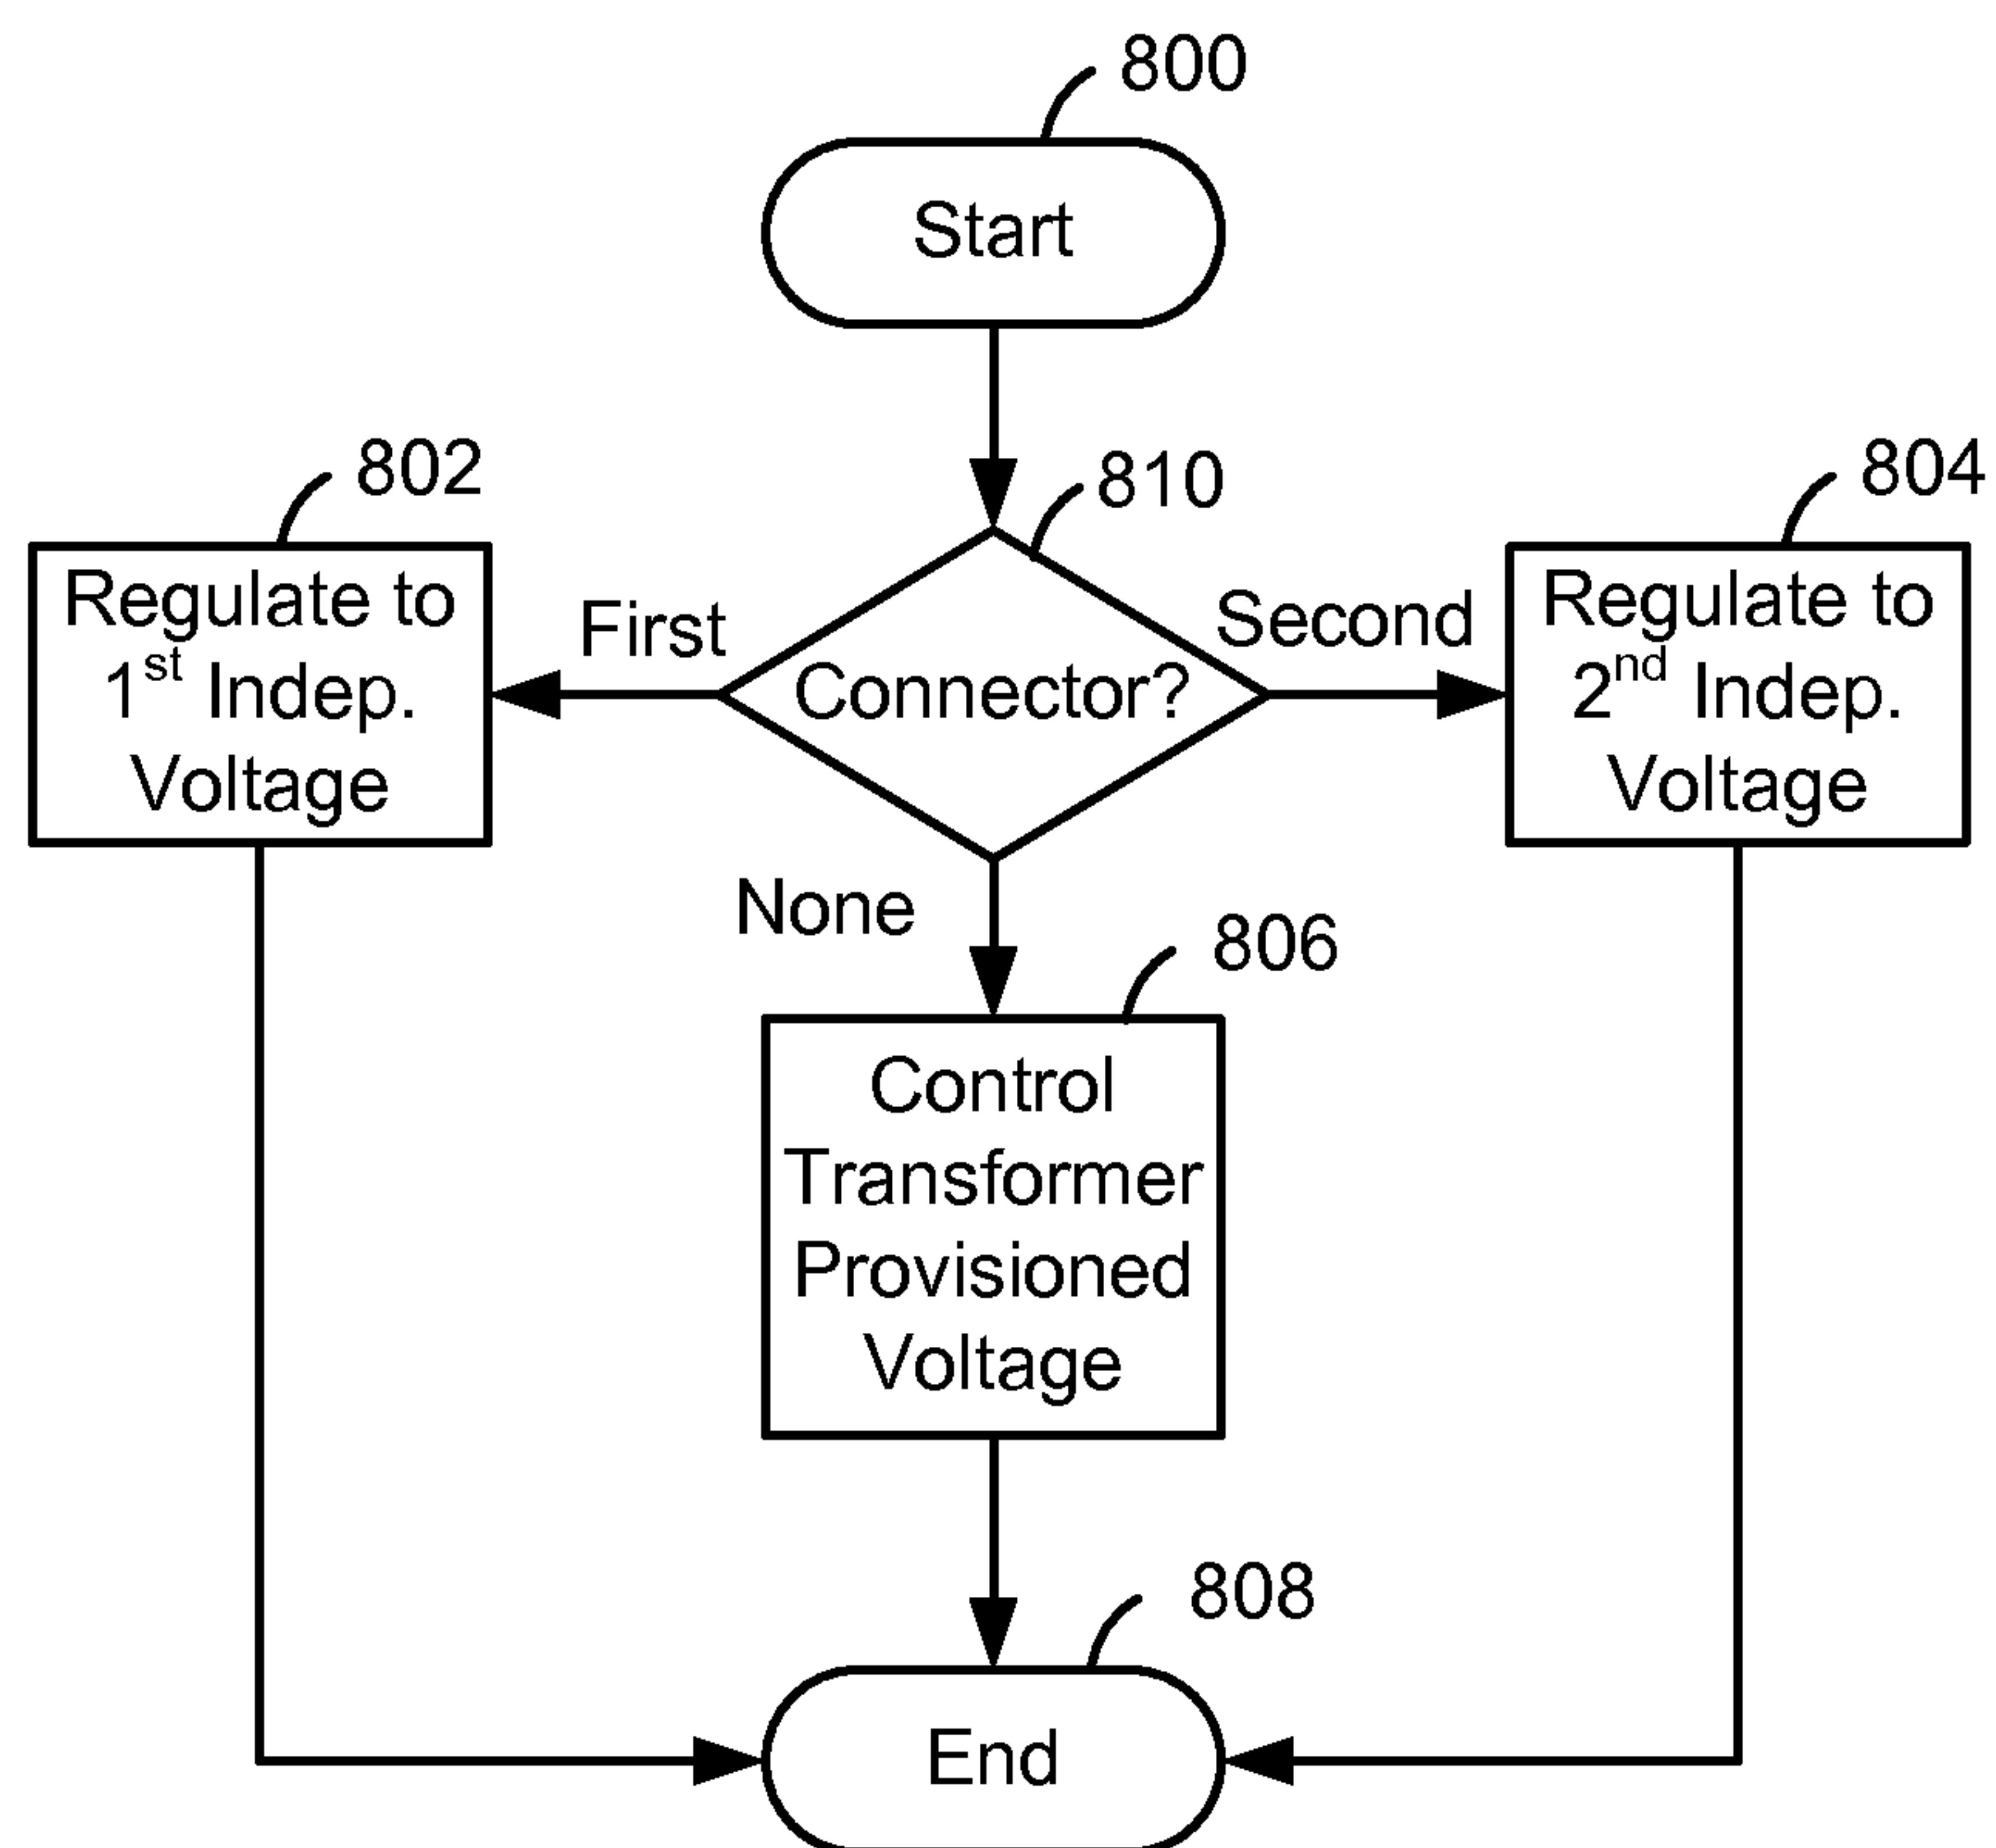 800
Start
802
810
804
Regulate to
1st Indep.
Voltage
First
Connector?
Second
Regulate to
2nd Indep.
Voltage
None
806
Control
Transformer
Provisioned
Voltage
808
End